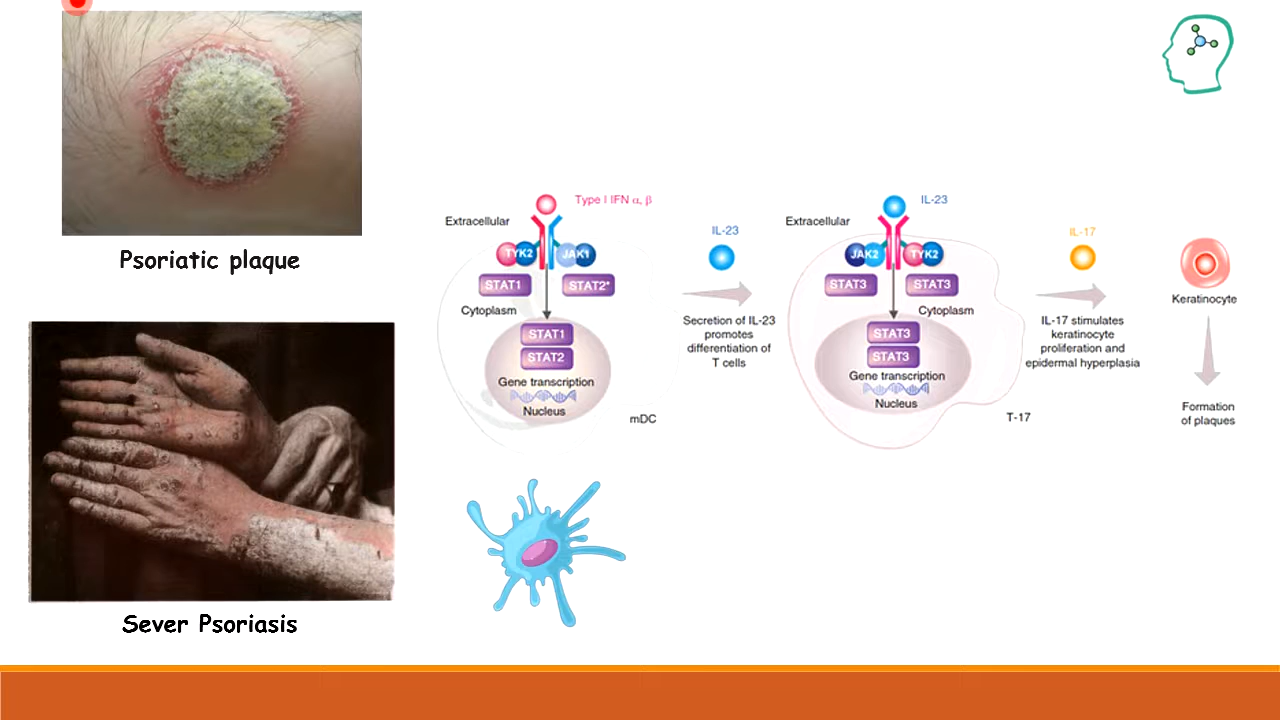 Psoriatic plaque
Sever Psoriasis
Type I IFN α, β
Extracellular
TYK2
JAK1
STAT1
STAT2*
Cytoplasm
STAT1
STAT2
Gene transcription
Nucleus
mDC
IL-23
Secretion of IL-23
promotes
differentiation of
T cells
IL-23
Extracellular
JAK2
TYK2
STAT3
STAT3
Cytoplasm
STAT3
STAT3
Gene transcription
Nucleus
T-17
IL-17
IL-17 stimulates
keratinocyte
proliferation and
epidermal hyperplasia
Keratinocyte
Formation
of plaques